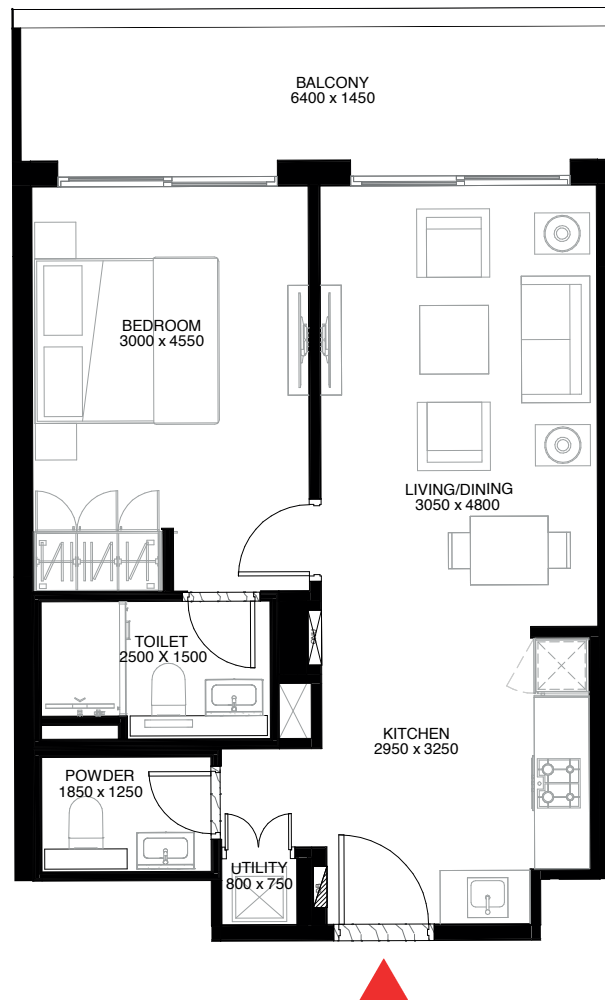 BALCONY
6400 x 1450
BEDROOM
3000 x 4550
LIVING/DINING
3050 x 4800
TOILET
2500 X 1500
KITCHEN
2950 x 3250
POWDER
1850 x 1250
UTILITY
800 x 750